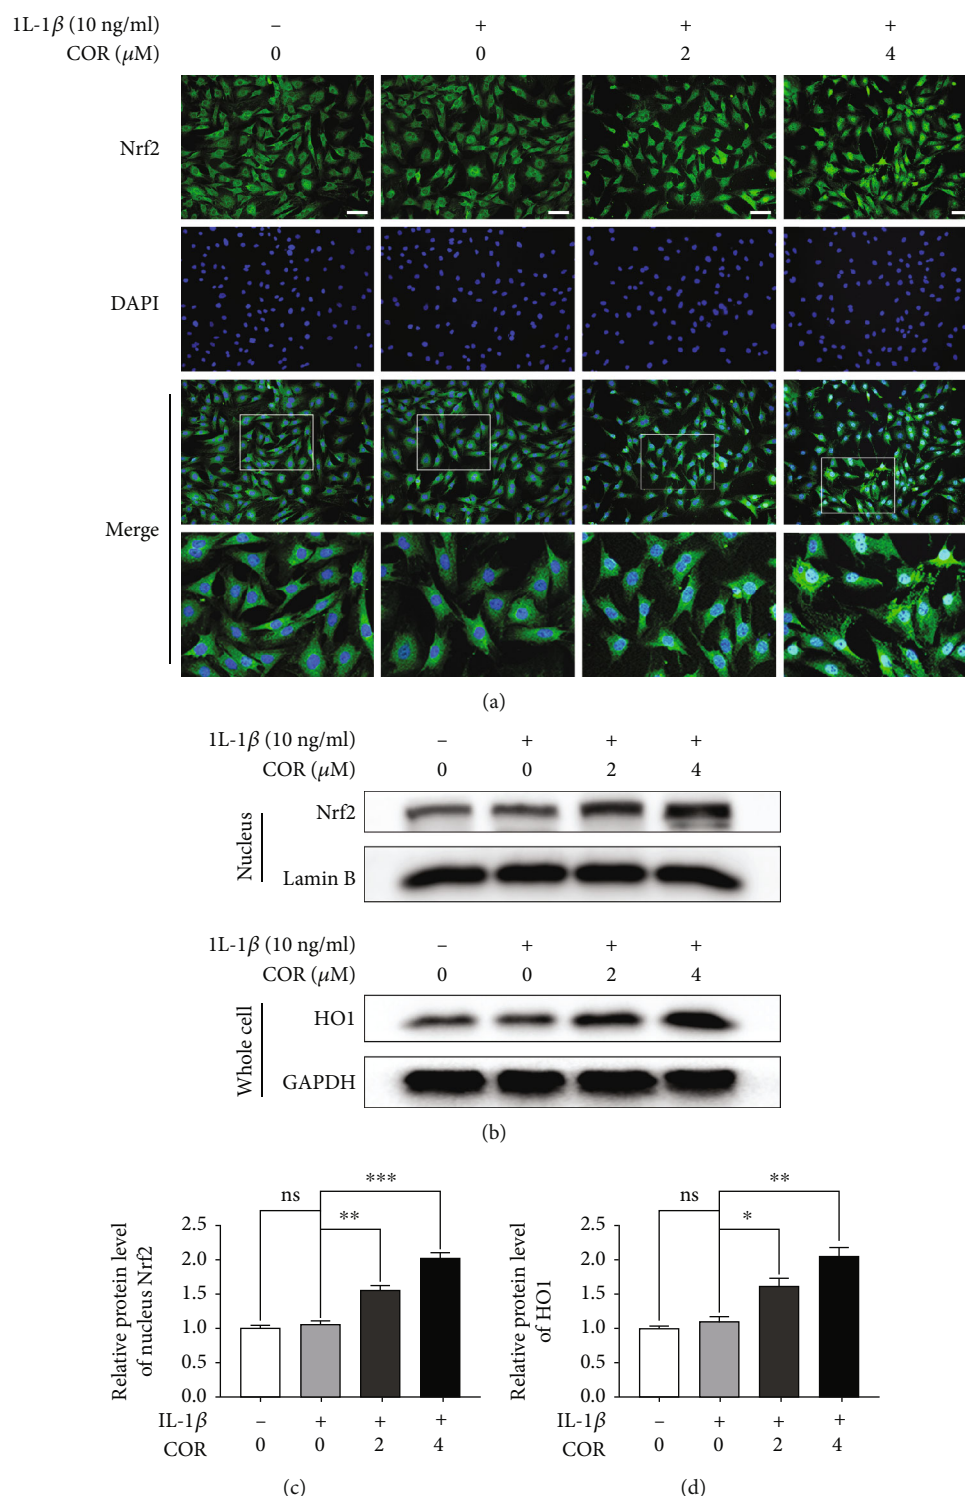 1L-1β (10 ng/ml) – + + +
COR (μM) 0 0 2 4
Nrf2
DAPI
Merge
(a)
1L-1β (10 ng/ml) – + + +
COR (μM) 0 0 2 4
Nucleus
Nrf2
Lamin B
1L-1β (10 ng/ml) – + + +
COR (μM) 0 0 2 4
Whole cell
HO1
GAPDH
(b)
Relative protein level
of nucleus Nrf2
***
ns
**
2.5
2.0
1.5
1.0
0.5
0.0
IL-1β – + + +
COR 0 0 2 4
(c)
Relative protein level
of HO1
**
ns
*
2.5
2.0
1.5
1.0
0.5
0.0
IL-1β – + + +
COR 0 0 2 4
(d)